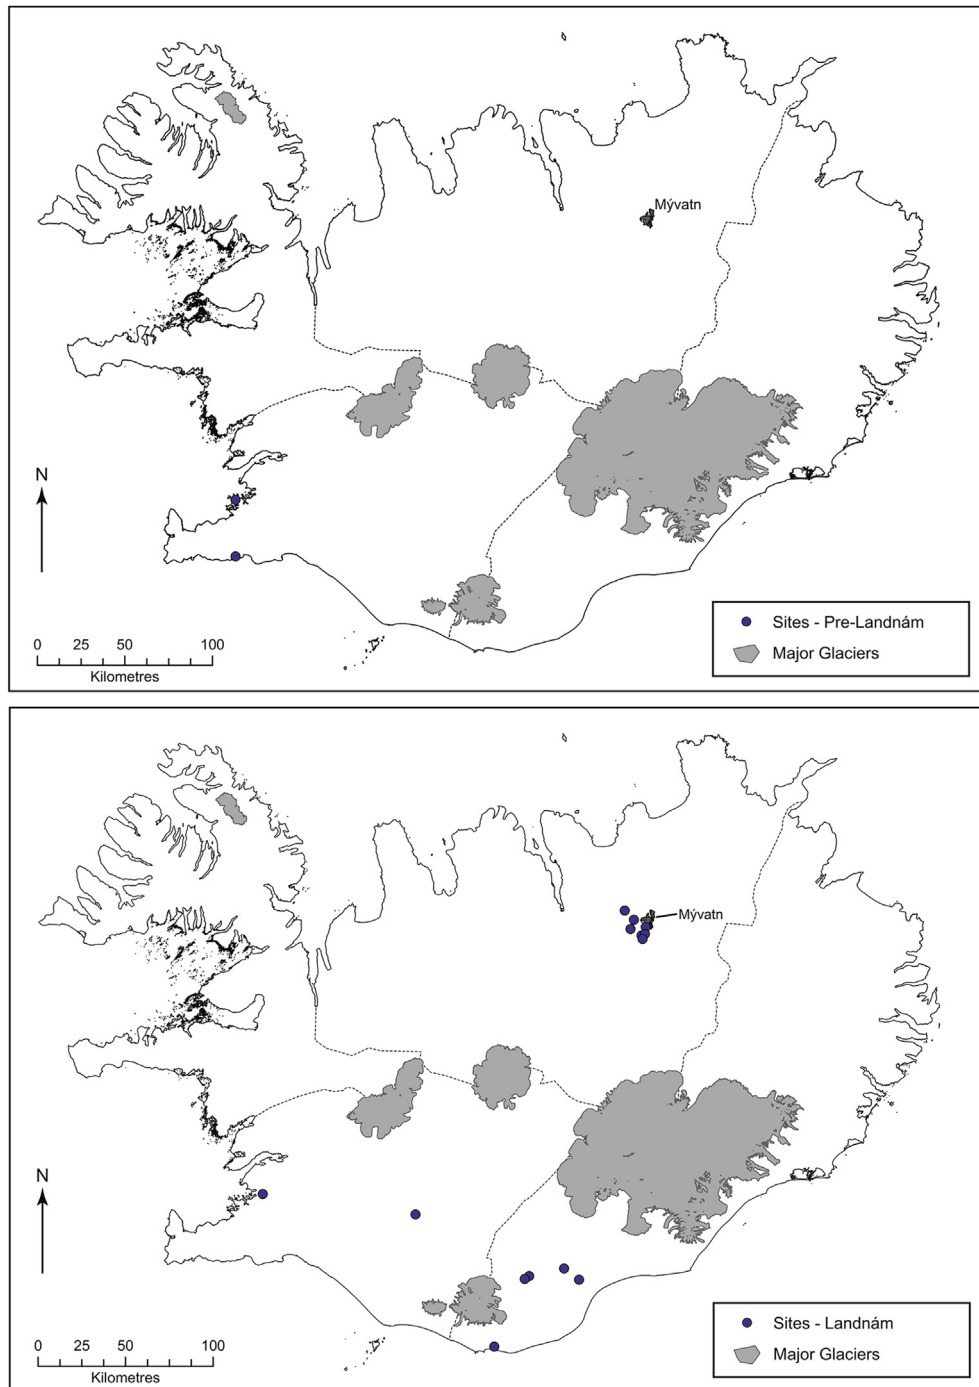 Mývatn
N
0 25 50 100
Kilometres
Sites - Pre-Landnám
Major Glaciers
Mývatn
N
0 25 50 100
Kilometres
Sites - Landnám
Major Glaciers